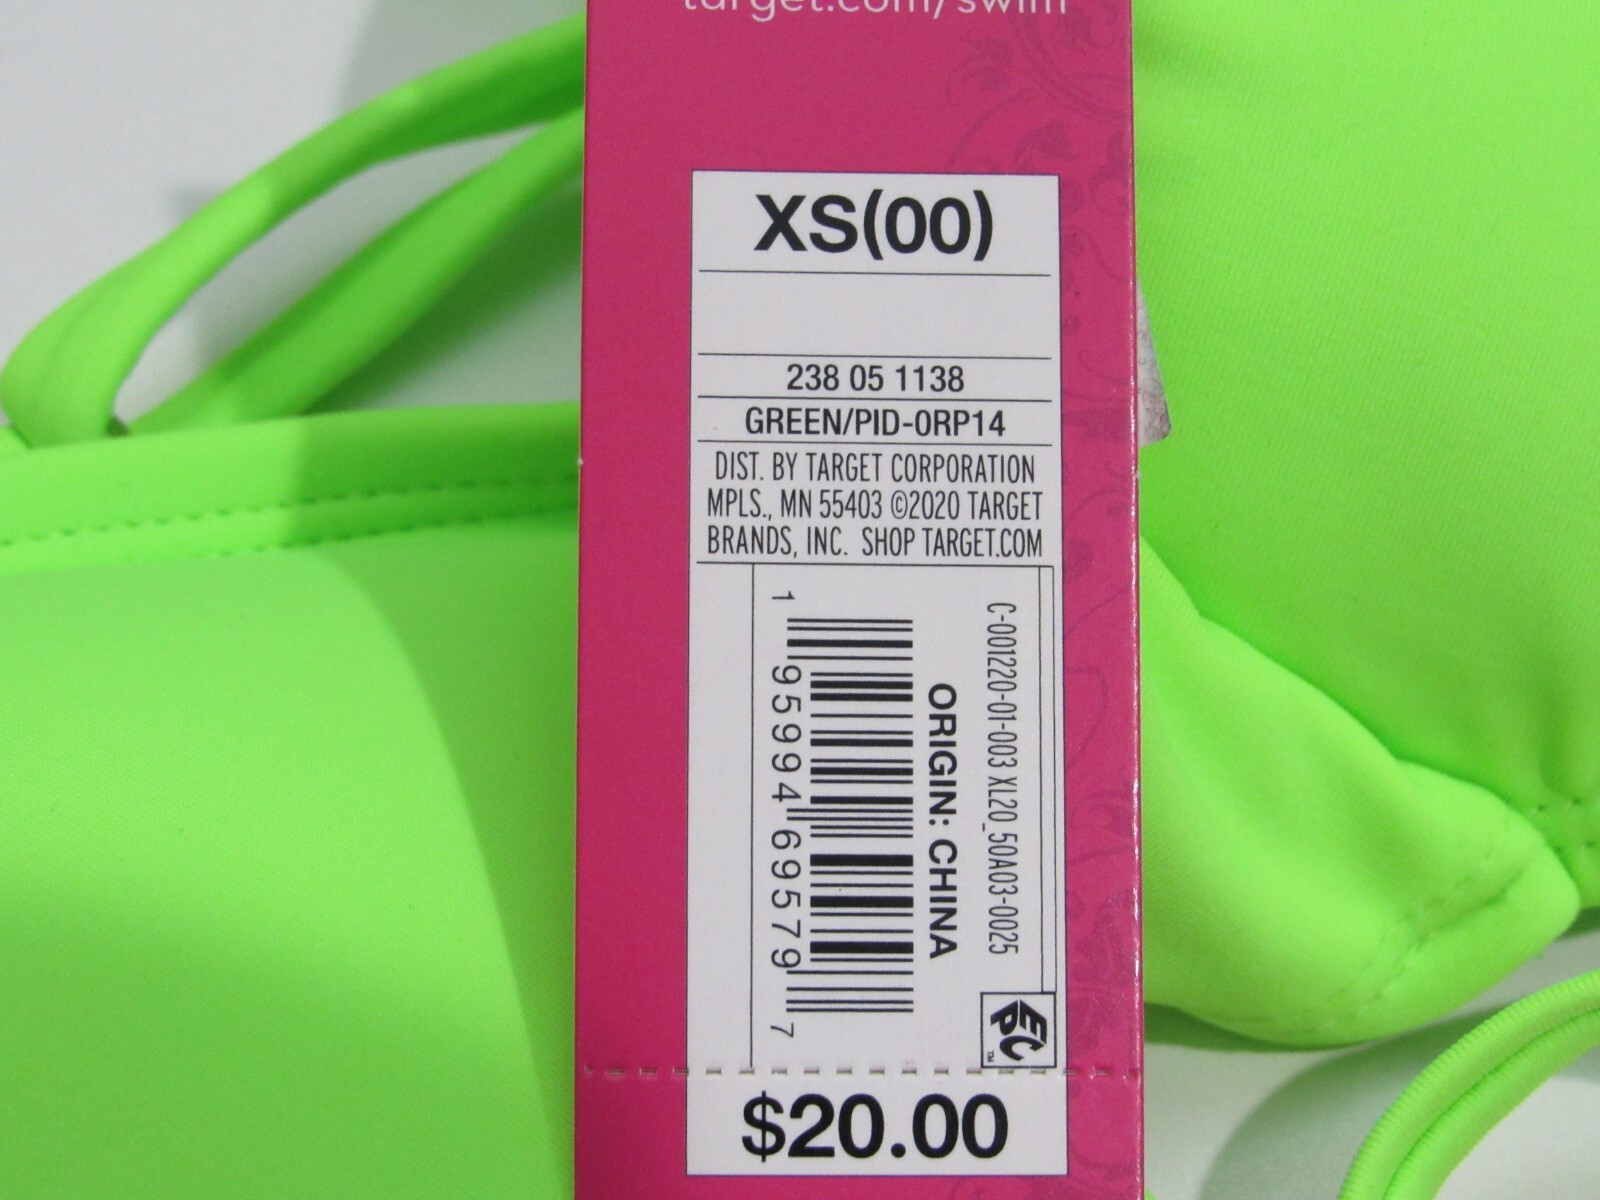 target.com/swim
XS(00)
238 05 1138
GREEN/PID-0RP14
DIST. BY TARGET CORPORATION
MPLS., MN 55403 ©2020 TARGET
BRANDS, INC. SHOP TARGET.COM
C-001220-01-003 XL20_50A03-0025
ORIGIN: CHINA
1 95994 69579 7
EPC™
$20.00